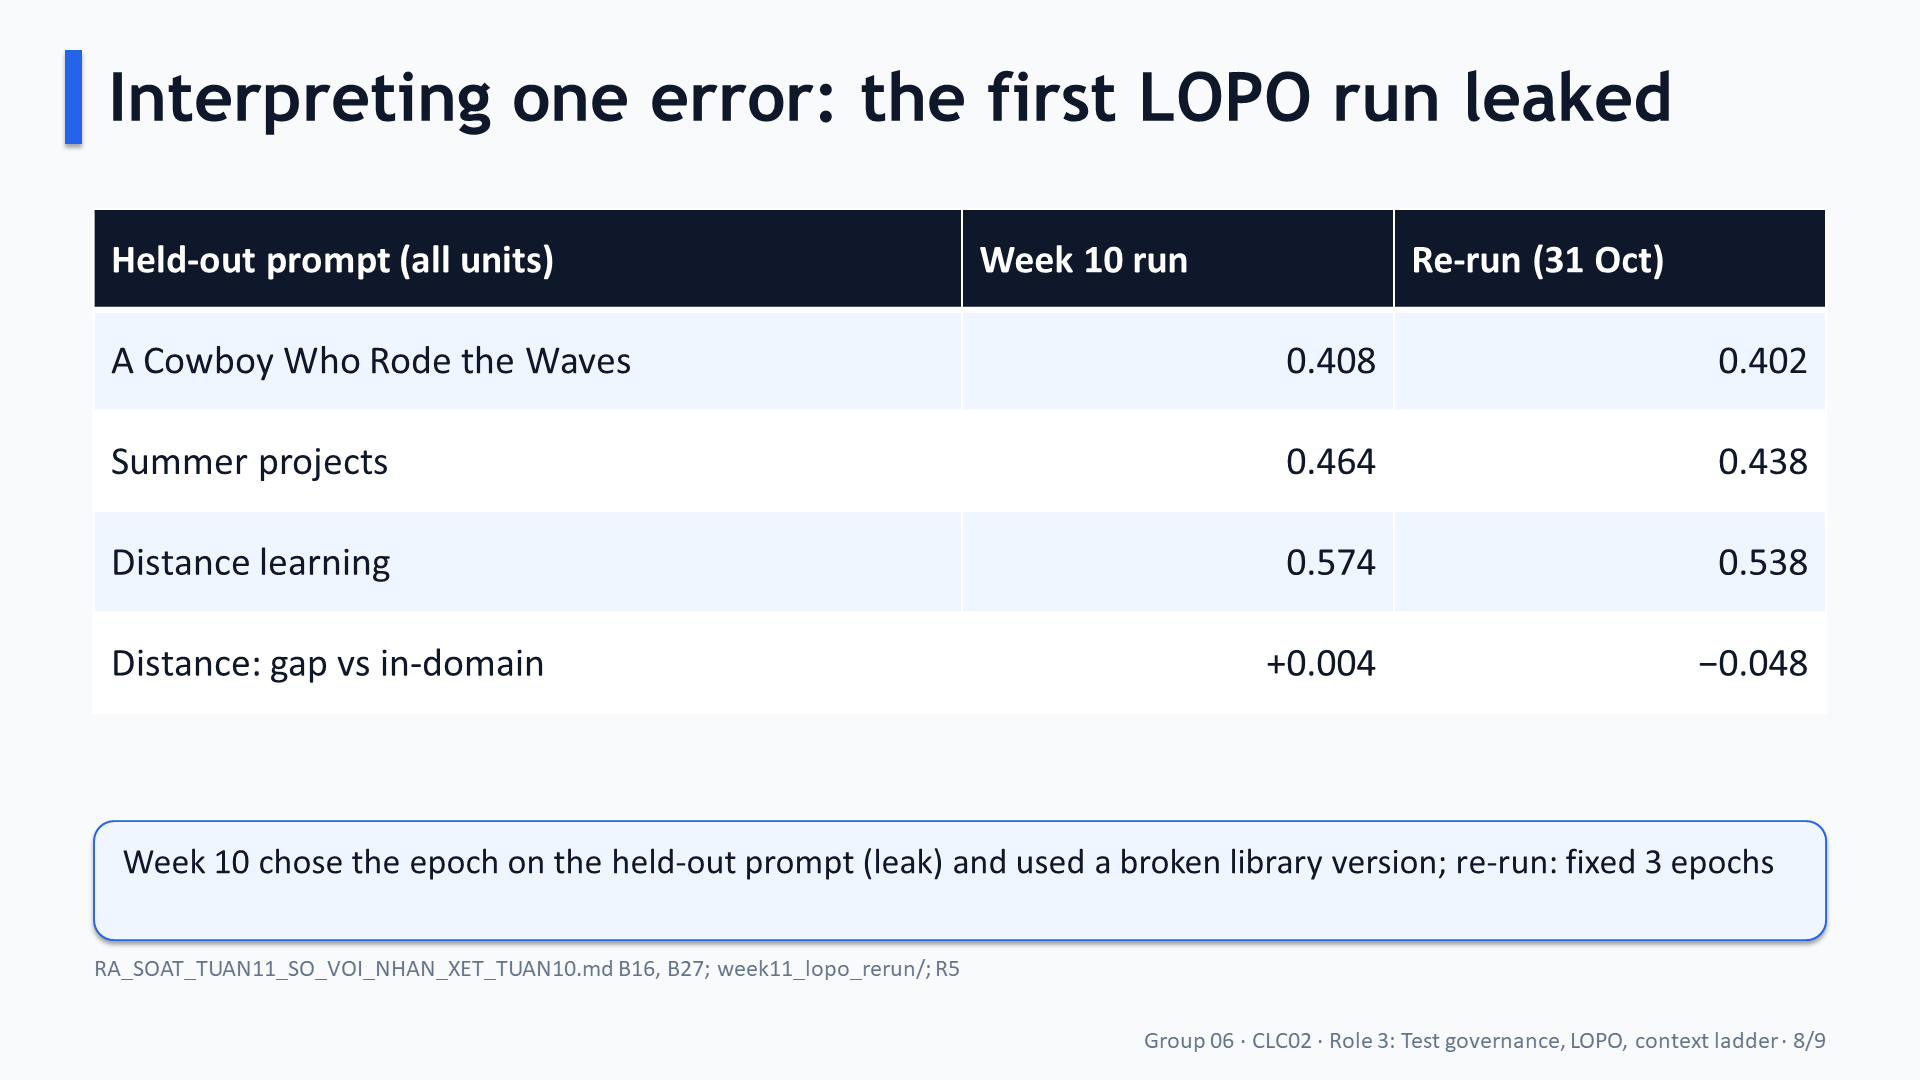 Interpreting one error: the first LOPO run leaked
Held-out prompt (all units) Week 10 run Re-run (31 Oct)
A Cowboy Who Rode the Waves 0.408 0.402
Summer projects 0.464 0.438
Distance learning 0.574 0.538
Distance: gap vs in-domain +0.004 −0.048
Week 10 chose the epoch on the held-out prompt (leak) and used a broken library version; re-run: fixed 3 epochs
RA_SOAT_TUAN11_SO_VOI_NHAN_XET_TUAN10.md B16, B27; week11_lopo_rerun/; R5
Group 06 · CLC02 · Role 3: Test governance, LOPO, context ladder · 8/9